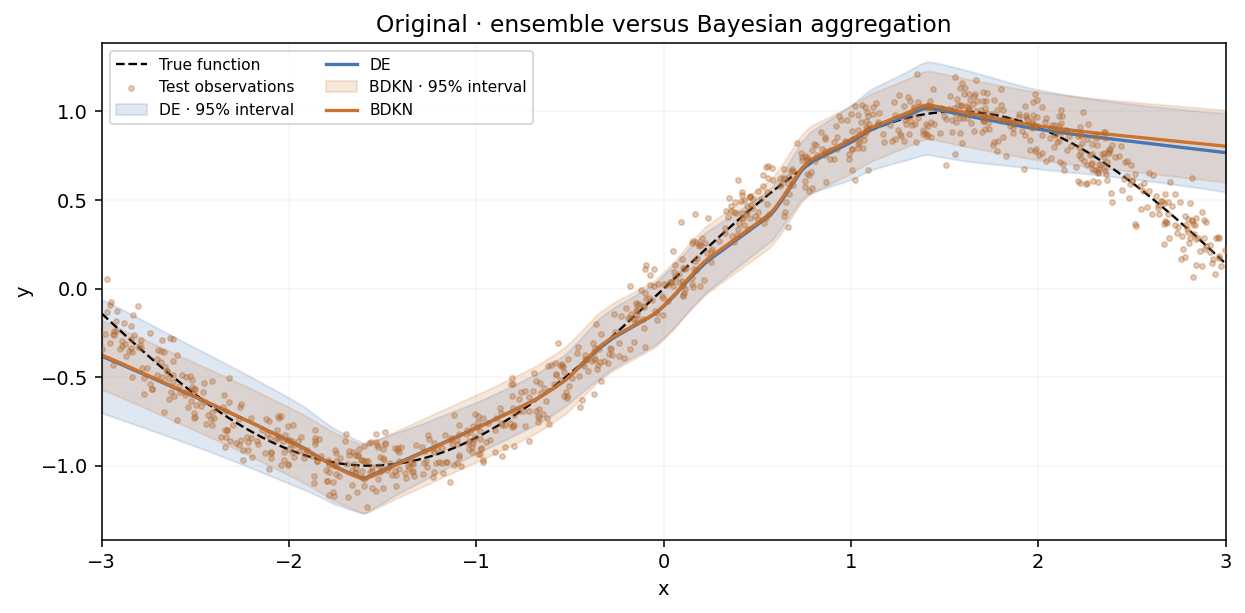 Original · ensemble versus Bayesian aggregation
True function
Test observations
DE · 95% interval
DE
BDKN · 95% interval
BDKN
y
1.0
0.5
0.0
−0.5
−1.0
−3 −2 −1 0 1 2 3
x